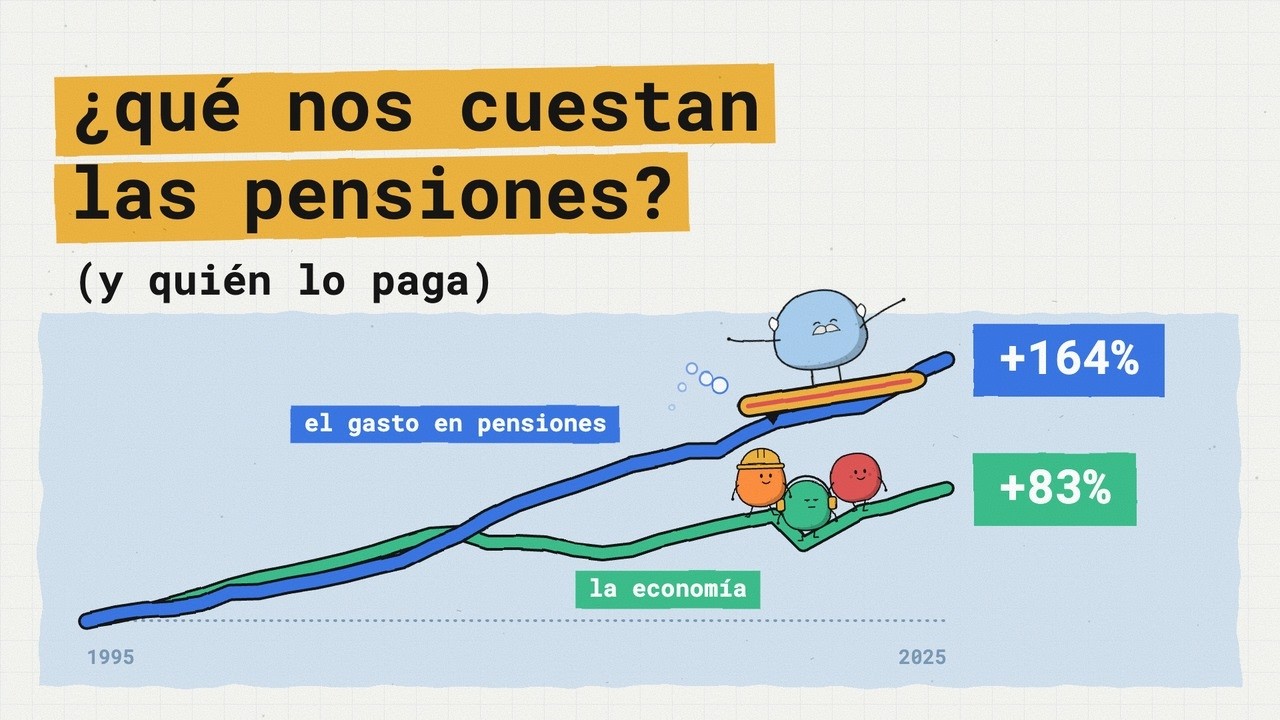 ¿qué nos cuestan
las pensiones?
(y quién lo paga)
+164%
el gasto en pensiones
+83%
la economía
1995
2025